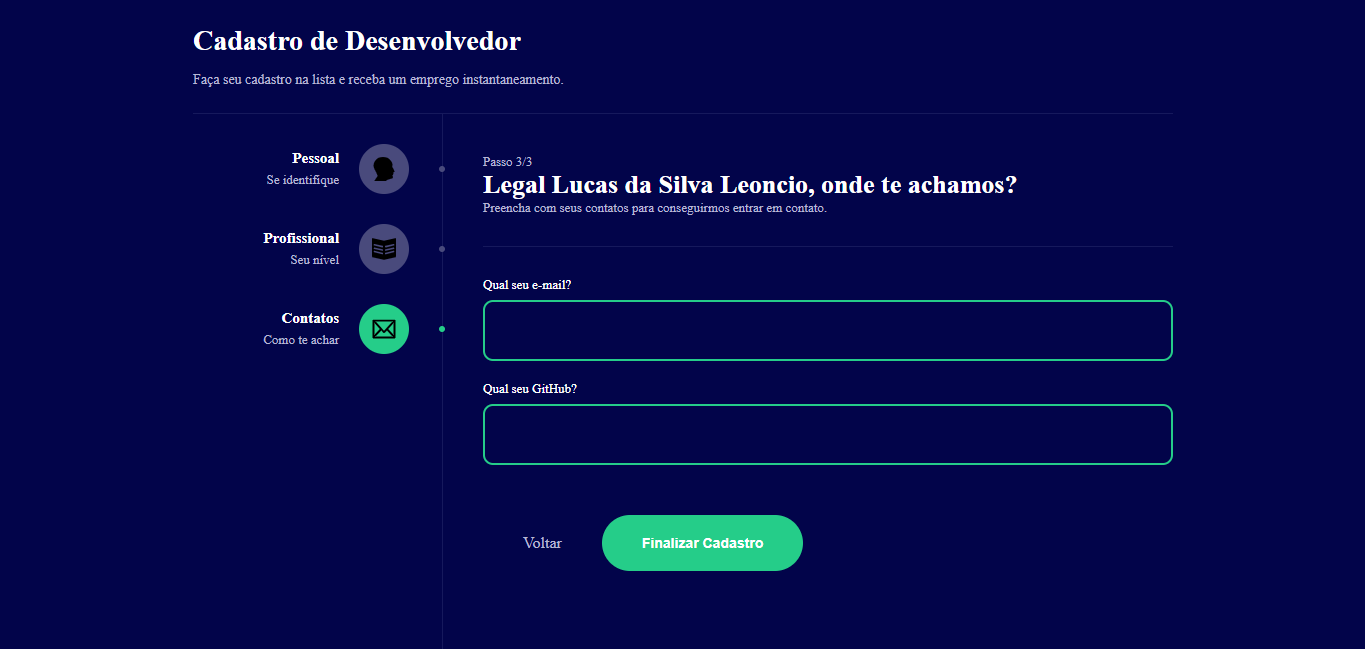 Cadastro de Desenvolvedor
Faça seu cadastro na lista e receba um emprego instantaneamento.
Pessoal
Se identifique
Profissional
Seu nível
Contatos
Como te achar
Passo 3/3
Legal Lucas da Silva Leoncio, onde te achamos?
Preencha com seus contatos para conseguirmos entrar em contato.
Qual seu e-mail?
Qual seu GitHub?
Voltar
Finalizar Cadastro